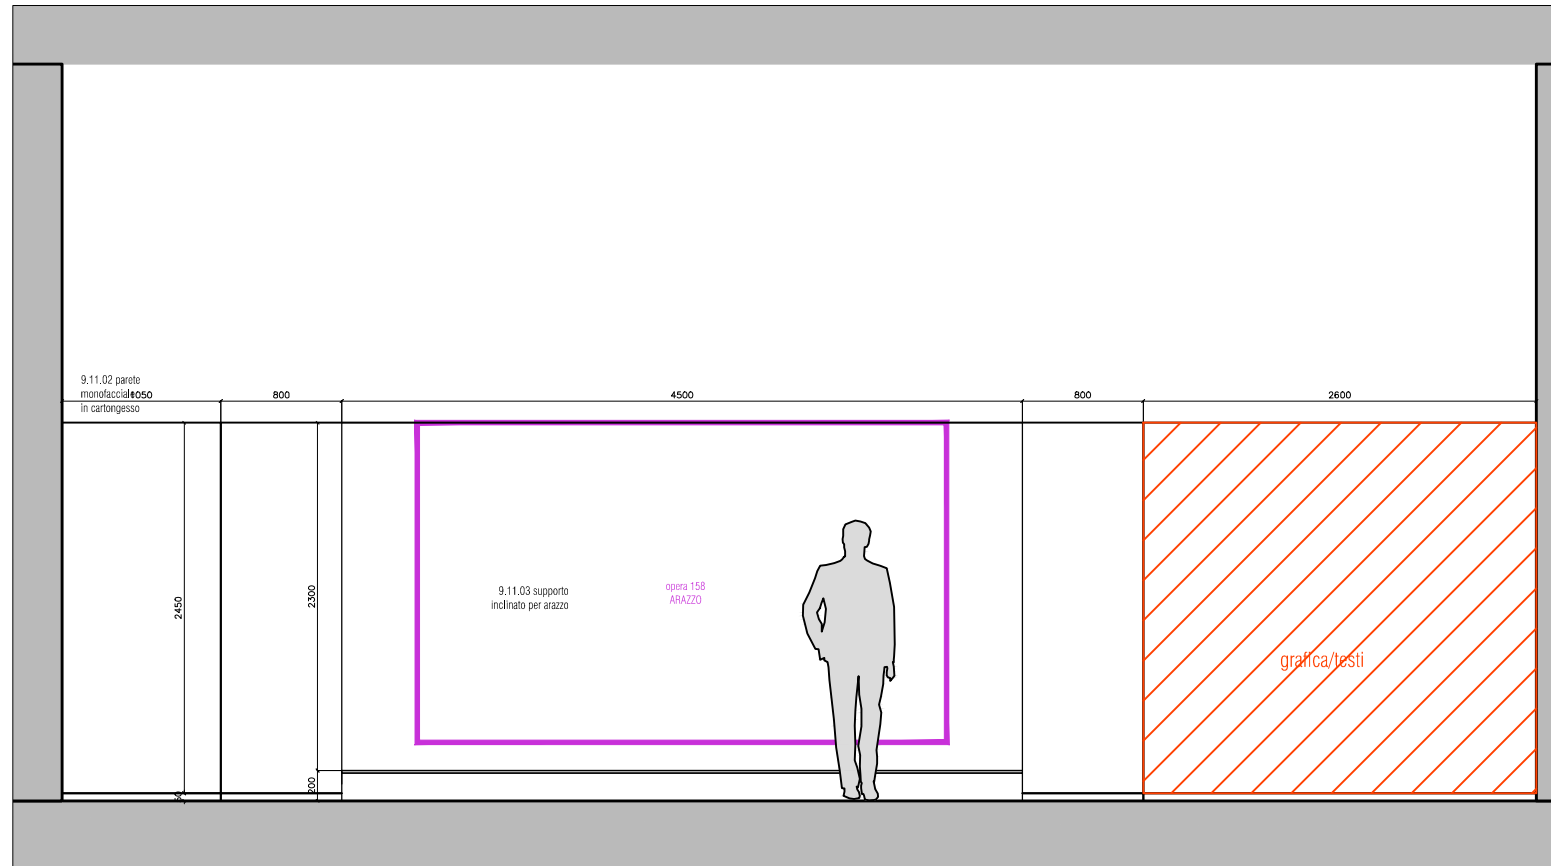 9.11.02 parete
monofacciale
in cartongesso
1050
800
4500
800
2600
2450
50
2300
200
9.11.03 supporto
inclinato per arazzo
opera 158
ARAZZO
grafica/testi